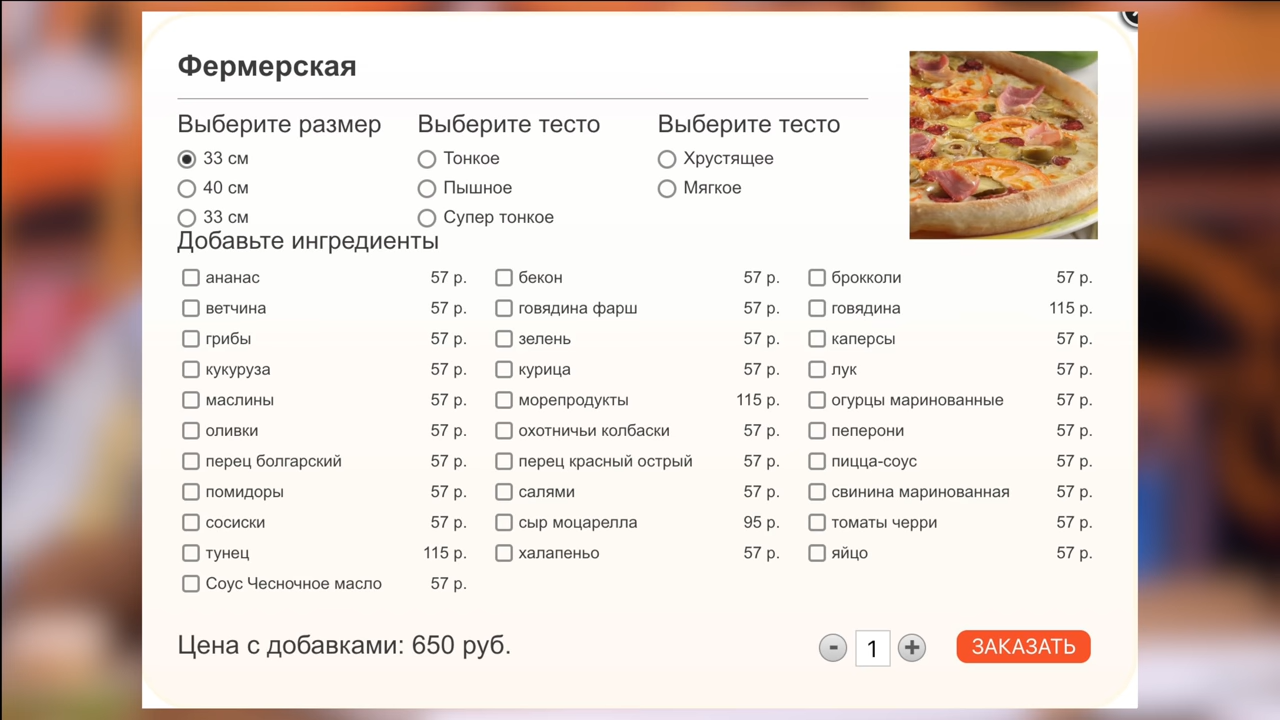 Фермерская
Выберите размер Выберите тесто Выберите тесто
33 см Тонкое Хрустящее
40 см Пышное Мягкое
33 см Супер тонкое
Добавьте ингредиенты
ананас 57 р. бекон 57 р. брокколи 57 р.
ветчина 57 р. говядина фарш 57 р. говядина 115 р.
грибы 57 р. зелень 57 р. каперсы 57 р.
кукуруза 57 р. курица 57 р. лук 57 р.
маслины 57 р. морепродукты 115 р. огурцы маринованные 57 р.
оливки 57 р. охотничьи колбаски 57 р. пеперони 57 р.
перец болгарский 57 р. перец красный острый 57 р. пицца-соус 57 р.
помидоры 57 р. салями 57 р. свинина маринованная 57 р.
сосиски 57 р. сыр моцарелла 95 р. томаты черри 57 р.
тунец 115 р. халапеньо 57 р. яйцо 57 р.
Соус Чесночное масло 57 р.
Цена с добавками: 650 руб. - 1 + ЗАКАЗАТЬ